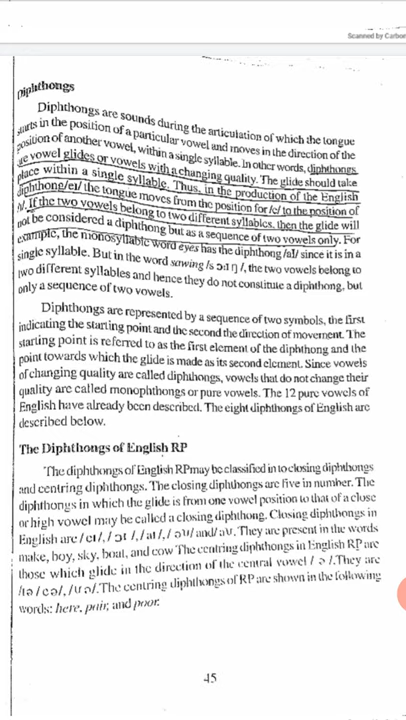 Scanned by Carbon
Diphthongs
Diphthongs are sounds during the articulation of which the tongue
starts in the position of a particular vowel and moves in the direction of the
position of another vowel, within a single syllable. In other words, diphthongs
are vowel glides or vowels with a changing quality. The glide should take
place within a single syllable. Thus, in the production of the English
diphthong/eɪ/ the tongue moves from the position for /e/ to the position of
/ɪ/. If the two vowels belong to two different syllables, then the glide will
not be considered a diphthong but as a sequence of two vowels only. For
example, the monosyllabic word eyes has the diphthong /aɪ/ since it is in a
single syllable. But in the word sawing /s ɔ:ɪ ŋ /, the two vowels belong to
two different syllables and hence they do not constitute a diphthong, but
only a sequence of two vowels.
Diphthongs are represented by a sequence of two symbols, the first
indicating the starting point and the second the direction of movement. The
starting point is referred to as the first element of the diphthong and the
point towards which the glide is made as its second element. Since vowels
of changing quality are called diphthongs, vowels that do not change their
quality are called monophthongs or pure vowels. The 12 pure vowels of
English have already been described. The eight diphthongs of English are
described below.
The Diphthongs of English RP
The diphthongs of English RPmay be classified in to closing diphthongs
and centring diphthongs. The closing diphthongs are five in number. The
diphthongs in which the glide is from one vowel position to that of a close
or high vowel may be called a closing diphthong. Closing diphthongs in
English are / eɪ/, / ɔɪ /, /aɪ/, / əʊ/ and/aʊ. They are present in the words
make, boy, sky, boat, and cow The centring diphthongs in English RP are
those which glide in the direction of the central vowel / ə /.They are
/ɪə / eə/, /ʊ ə/.The centring diphthongs of RP are shown in the following
words: here, pair, and poor.
45